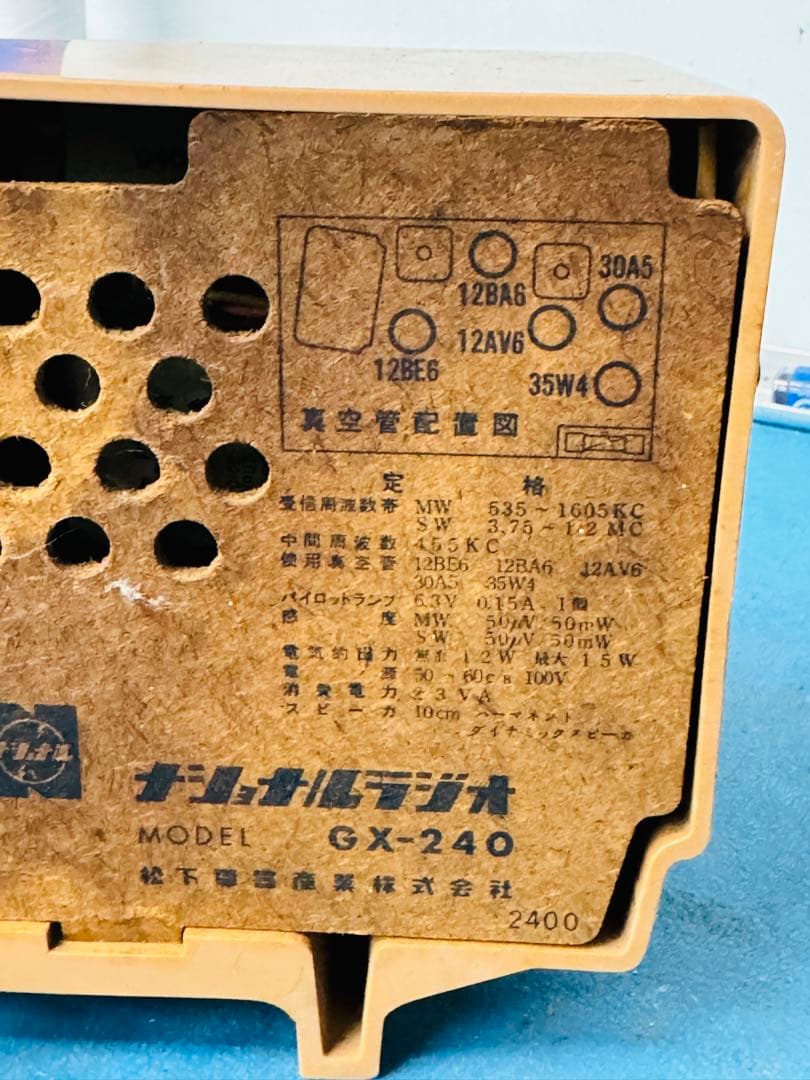 30A5
12BA6
12AV6
12BE6
35W4
真空管配置図
定 格
受信周波数帯 MW 535~1605KC
SW 3.75~12MC
中間周波数 455KC
使用真空管 12BE6 12BA6 12AV6
30A5 35W4
パイロットランプ 6.3V 0.15A 1個
感度 MW 50μV/50mW
SW 50μV/50mW
電気的出力 無歪 1.2W 最大 1.5W
電源 50~60c/s 100V
消費電力 23VA
スピーカ 10cm パーマネント
ダイナミックスピーカ
ナショナル
ナショナルラジオ
MODEL GX-240
松下電器産業株式会社
2400